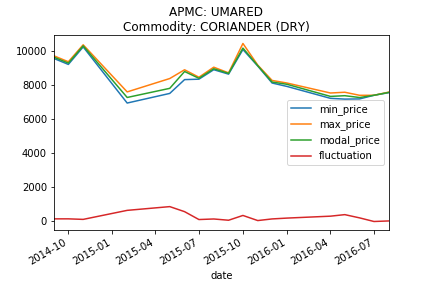 APMC: UMARED
Commodity: CORIANDER (DRY)
10000
8000
6000
4000
2000
0
min_price
max_price
modal_price
fluctuation
2014-10
2015-01
2015-04
2015-07
2015-10
2016-01
2016-04
2016-07
date